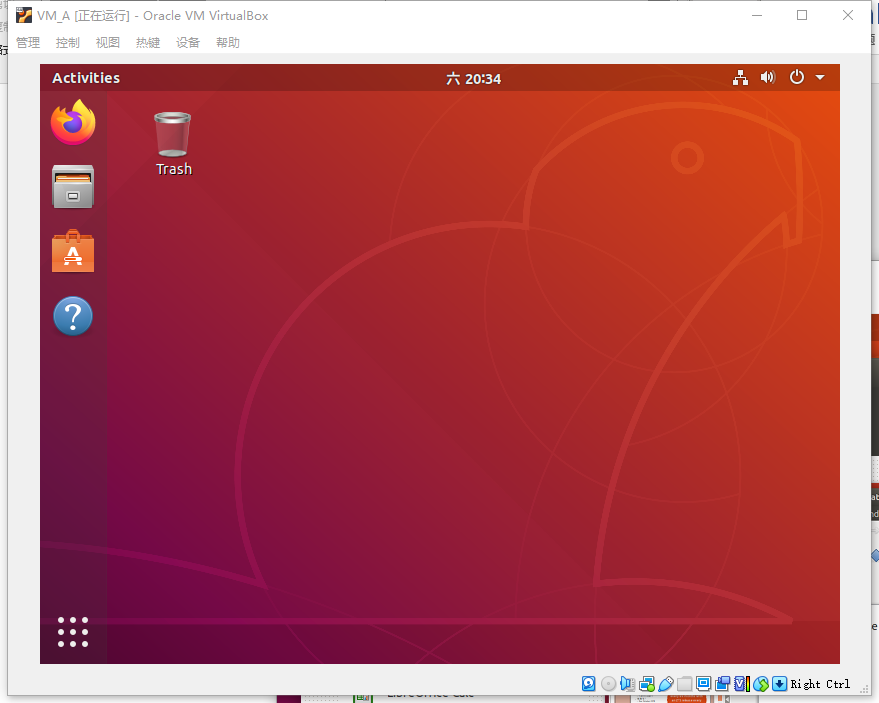 VM_A [正在运行] - Oracle VM VirtualBox
管理 控制 视图 热键 设备 帮助
Activities 六 20:34
Trash
Right Ctrl